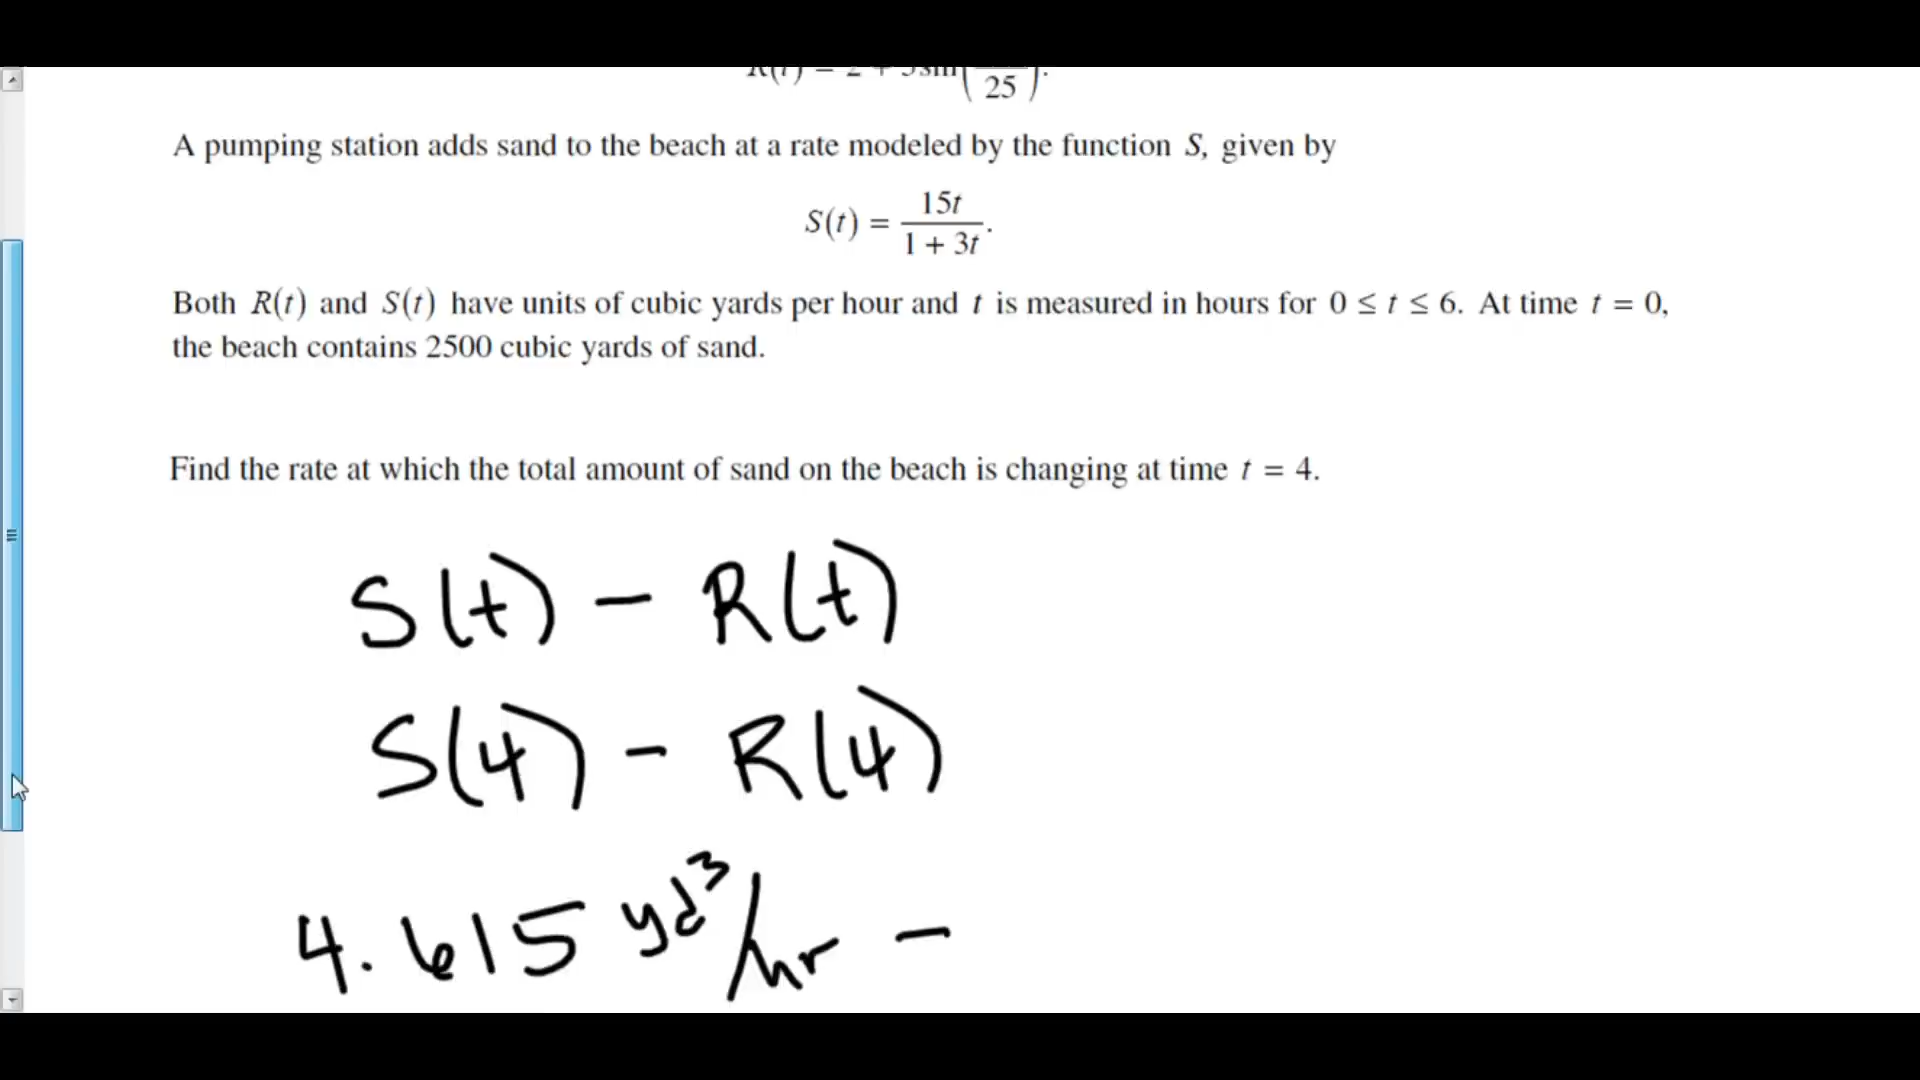 25
A pumping station adds sand to the beach at a rate modeled by the function S, given by
S(t) = 15t / (1 + 3t).
Both R(t) and S(t) have units of cubic yards per hour and t is measured in hours for 0 ≤ t ≤ 6. At time t = 0,
the beach contains 2500 cubic yards of sand.
Find the rate at which the total amount of sand on the beach is changing at time t = 4.
S(t) - R(t)
S(4) - R(4)
4.615 yd³/hr -